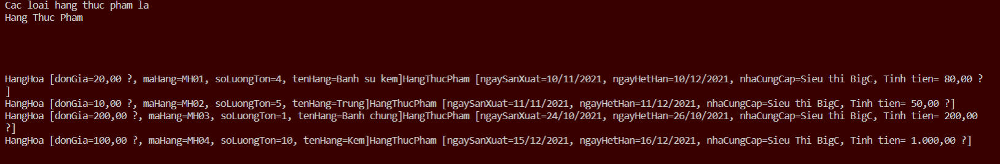 Cac loai hang thuc pham la
Hang Thuc Pham
HangHoa [donGia=20,00 ?, maHang=MH01, soLuongTon=4, tenHang=Banh su kem]HangThucPham [ngaySanXuat=10/11/2021, ngayHetHan=10/12/2021, nhaCungCap=Sieu thi BigC, Tinh tien= 80,00 ?
]
HangHoa [donGia=10,00 ?, maHang=MH02, soLuongTon=5, tenHang=Trung]HangThucPham [ngaySanXuat=11/11/2021, ngayHetHan=11/12/2021, nhaCungCap=Sieu thi BigC, Tinh tien= 50,00 ?]
HangHoa [donGia=200,00 ?, maHang=MH03, soLuongTon=1, tenHang=Banh chung]HangThucPham [ngaySanXuat=24/10/2021, ngayHetHan=26/10/2021, nhaCungCap=Sieu thi BigC, Tinh tien= 200,00
?]
HangHoa [donGia=100,00 ?, maHang=MH04, soLuongTon=10, tenHang=Kem]HangThucPham [ngaySanXuat=15/12/2021, ngayHetHan=16/12/2021, nhaCungCap=Sieu Thi BigC, Tinh tien= 1.000,00 ?]